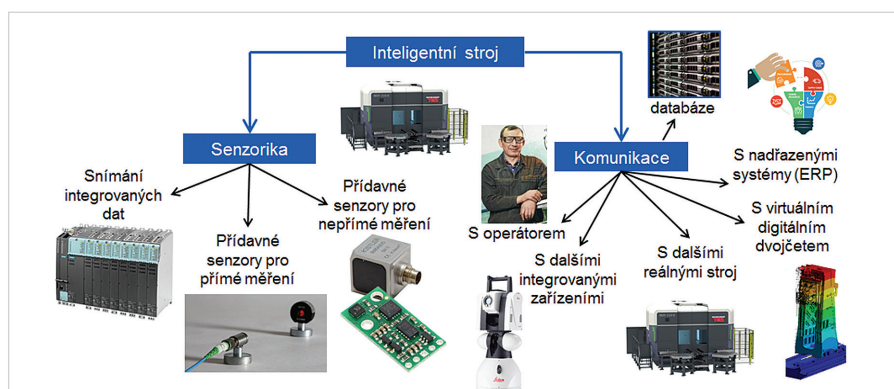 Inteligentní stroj
databáze
Senzorika
Komunikace
Snímání
integrovaných
dat
Přídavné
senzory pro
nepřímé měření
Přídavné
senzory pro
přímé měření
S operátorem
S dalšími
integrovanými
zařízeními
S dalšími
reálnými stroj
S nadřazenými
systémy (ERP)
S virtuálním
digitálním
dvojčetem
Leica